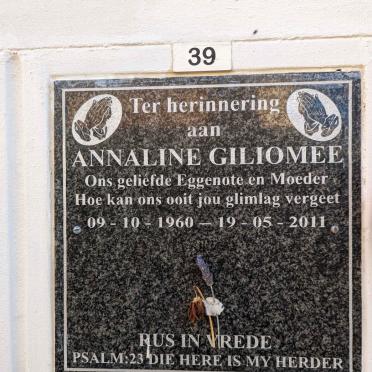 39
Ter herinnering
aan
ANNALINE GILIOMEE
Ons geliefde Eggenote en Moeder
Hoe kan ons ooit jou glimlag vergeet
09 - 10 - 1960 — 19 - 05 - 2011
RUS IN VREDE
PSALM:23 DIE HERE IS MY HERDER